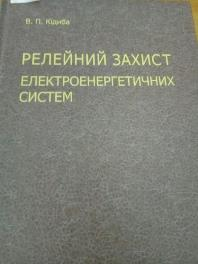 В. П. Кідиба
РЕЛЕЙНИЙ ЗАХИСТ
ЕЛЕКТРОЕНЕРГЕТИЧНИХ
СИСТЕМ